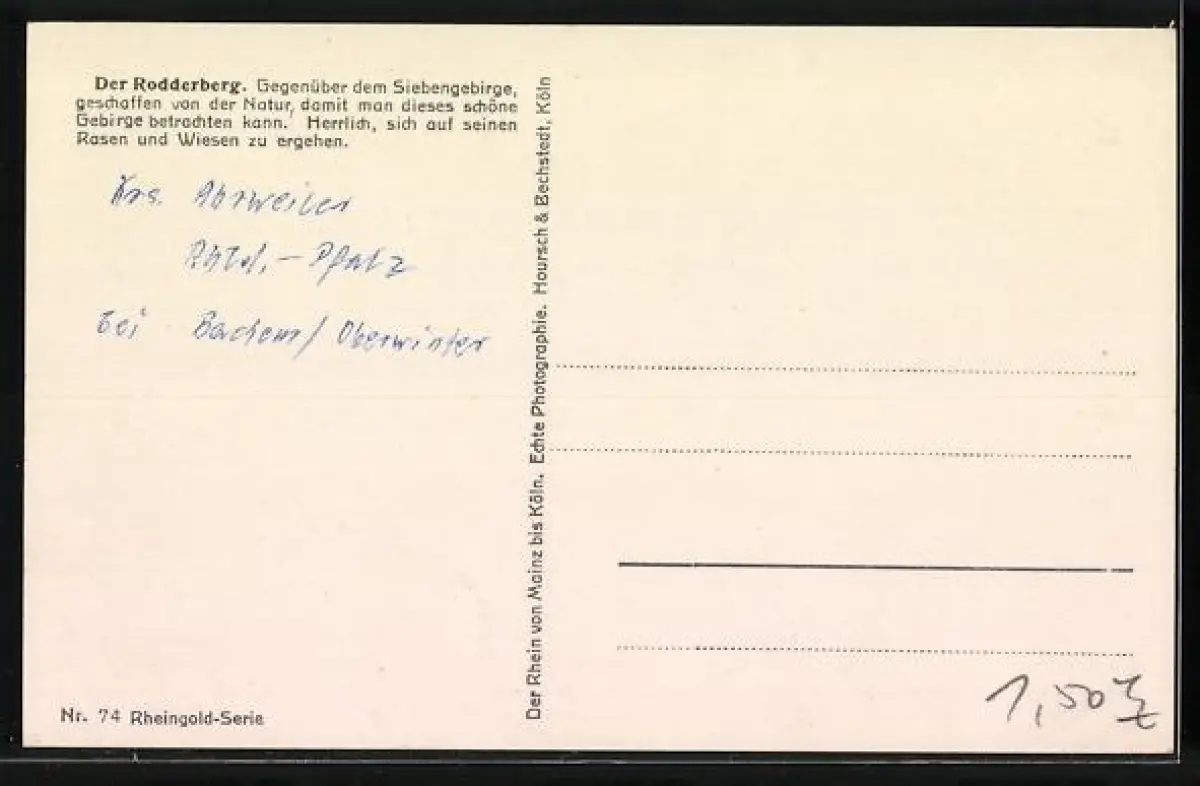 Der Rodderberg. Gegenüber dem Siebengebirge,
geschaffen von der Natur, damit man dieses schöne
Gebirge betrachten kann. Herrlich, sich auf seinen
Rasen und Wiesen zu ergehen.
Krs. Ahrweiler
Rhld.-Pfalz
bei Bachem/Oberwinter
Nr. 74 Rheingold-Serie
Der Rhein von Mainz bis Köln. Echte Photographie. Hoursch & Bechstedt, Köln
1,50